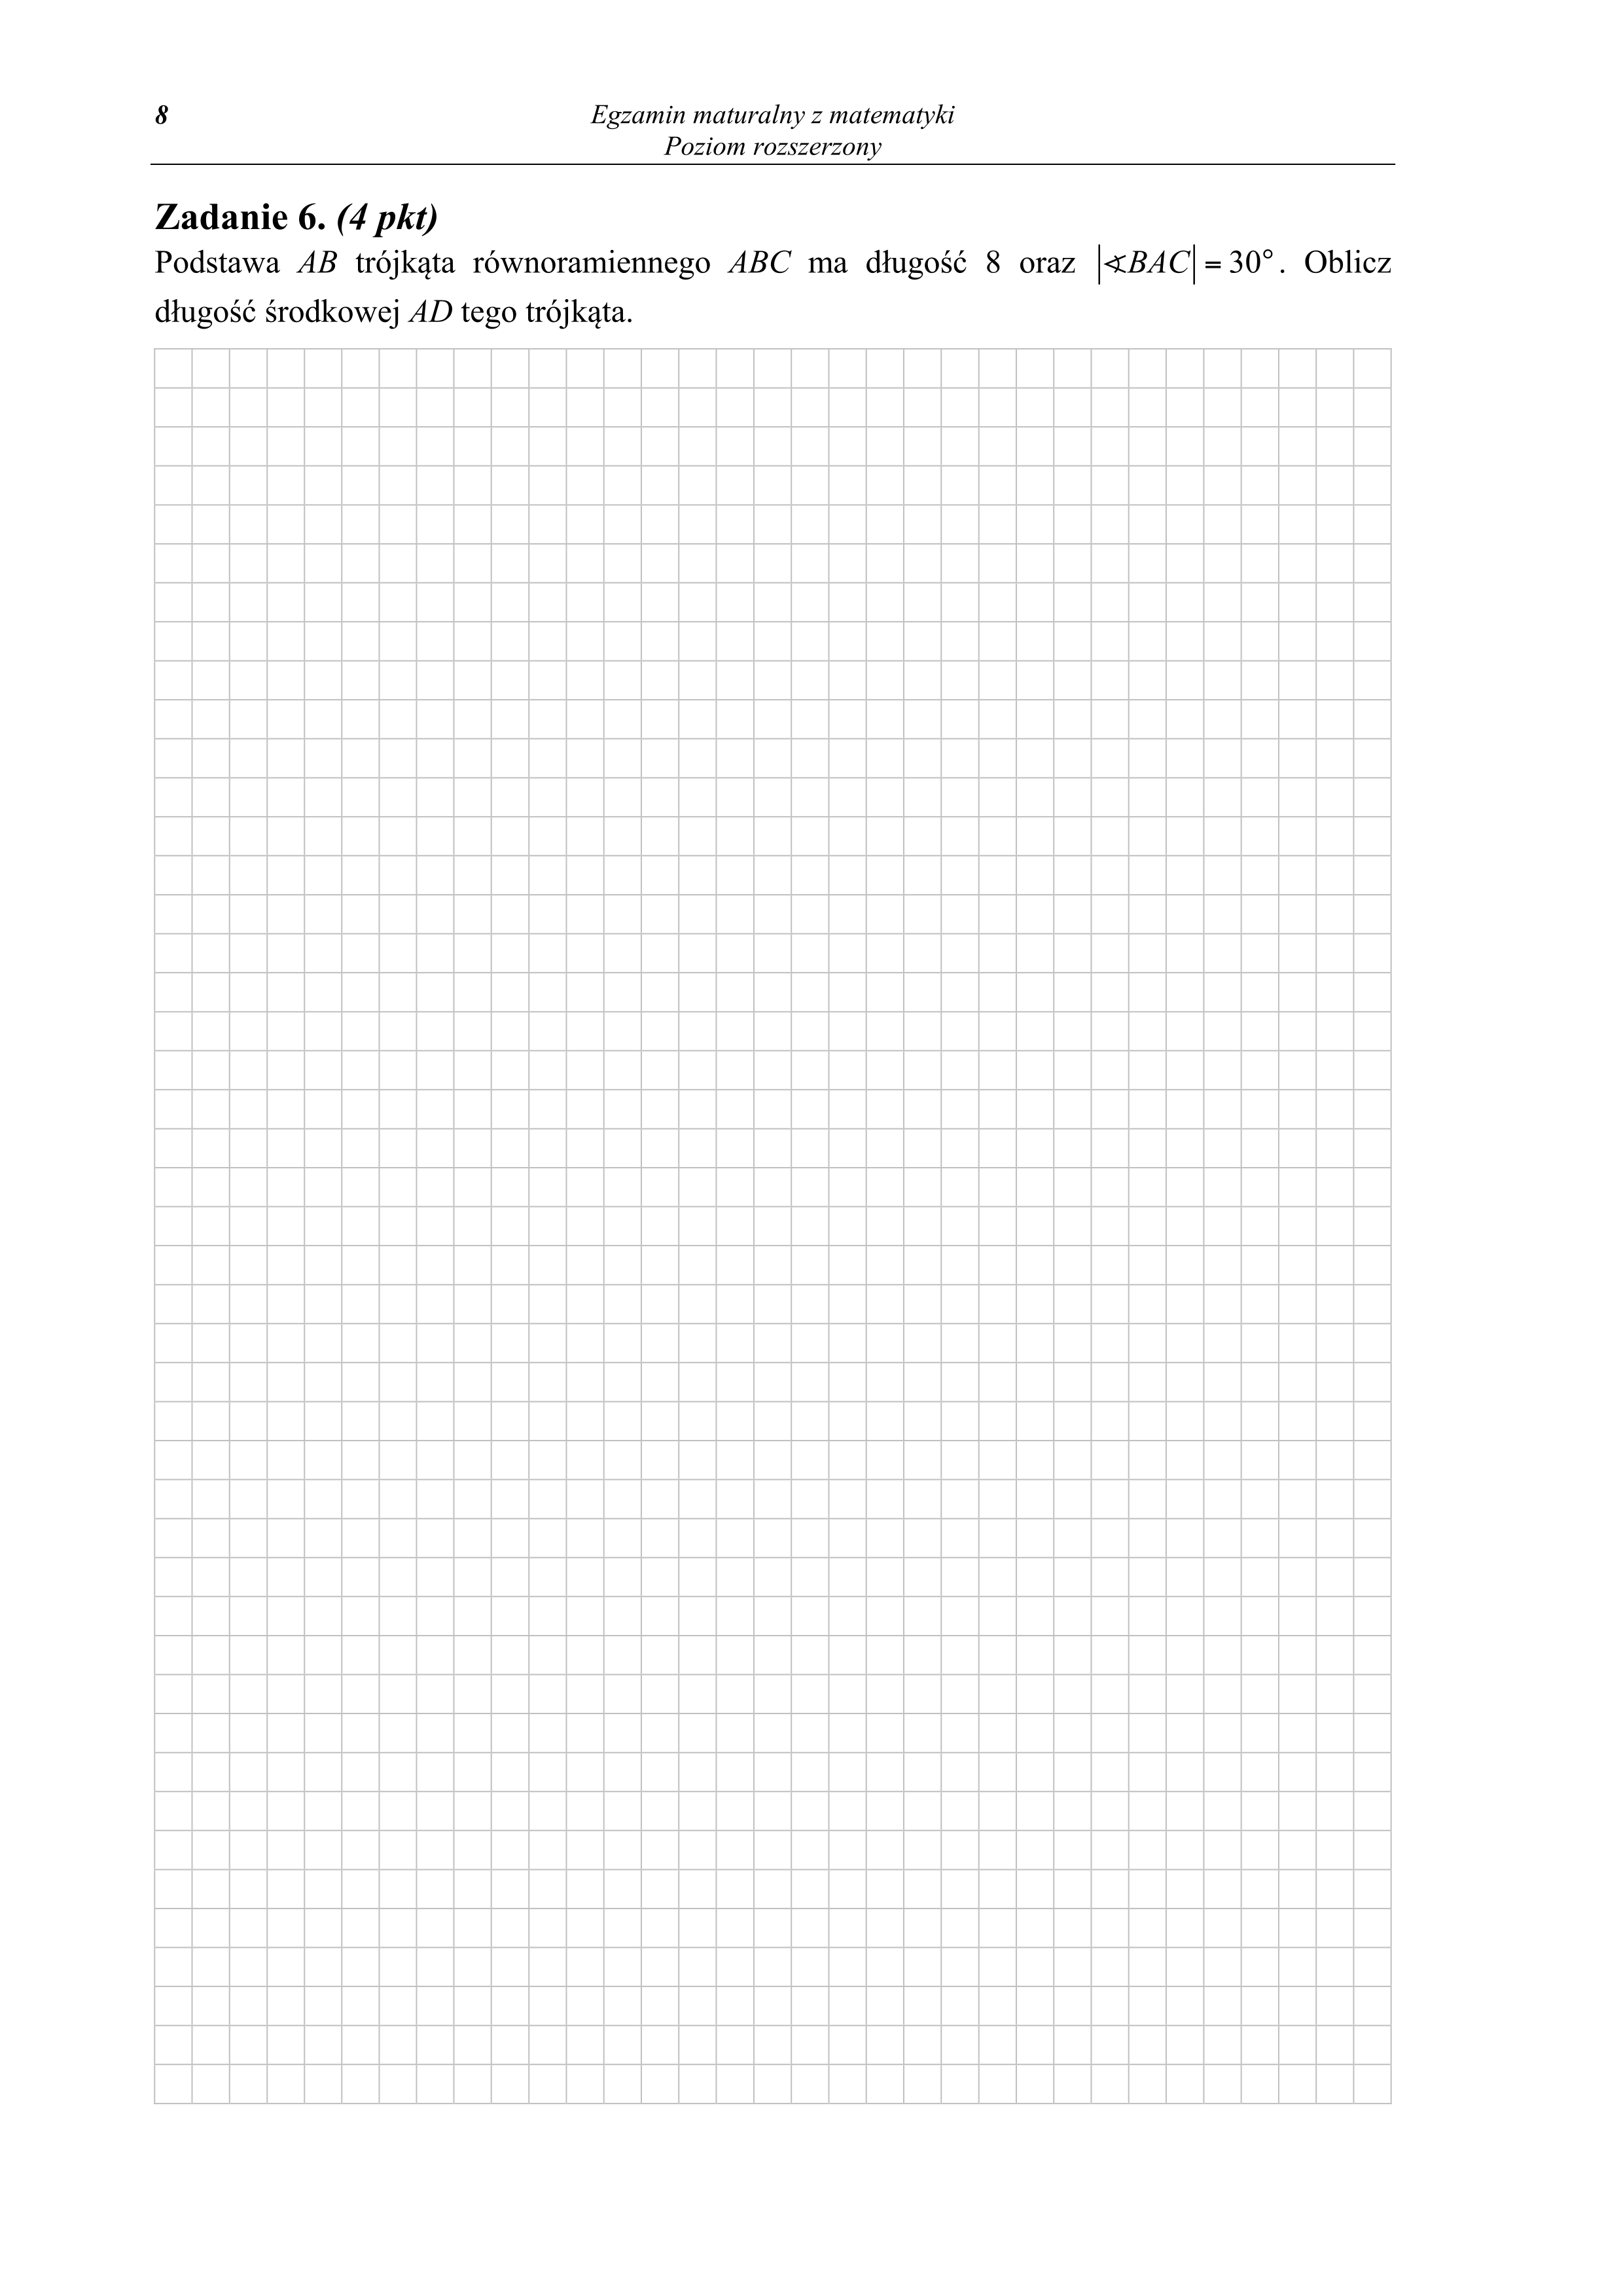 8
Egzamin maturalny z matematyki
Poziom rozszerzony
Zadanie 6. (4 pkt)
Podstawa AB trójkąta równoramiennego ABC ma długość 8 oraz |∢BAC| = 30°. Oblicz
długość środkowej AD tego trójkąta.